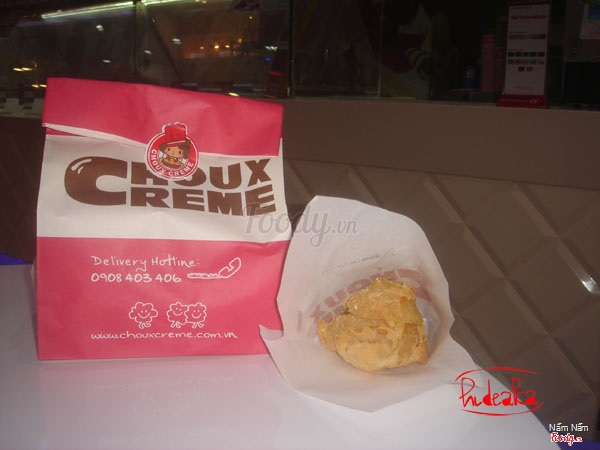 CHOUX CREME
CHOUX
CREME
foody.vn
Delivery Hotline:
0908 403 406
www.chouxcreme.com.vn
Nấm Nấm
foody.vn